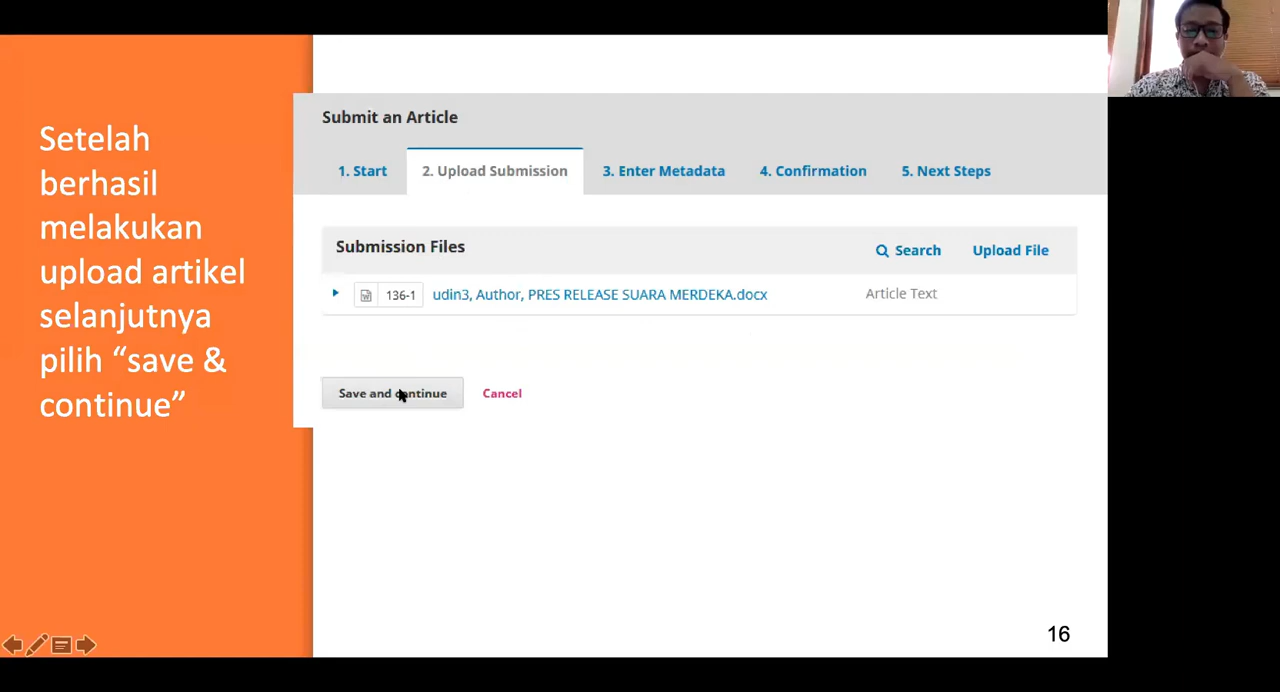 Setelah
berhasil
melakukan
upload artikel
selanjutnya
pilih “save &
continue”
Submit an Article
1. Start
2. Upload Submission
3. Enter Metadata
4. Confirmation
5. Next Steps
Submission Files
Search
Upload File
136-1
udin3, Author, PRES RELEASE SUARA MERDEKA.docx
Article Text
Save and continue
Cancel
16